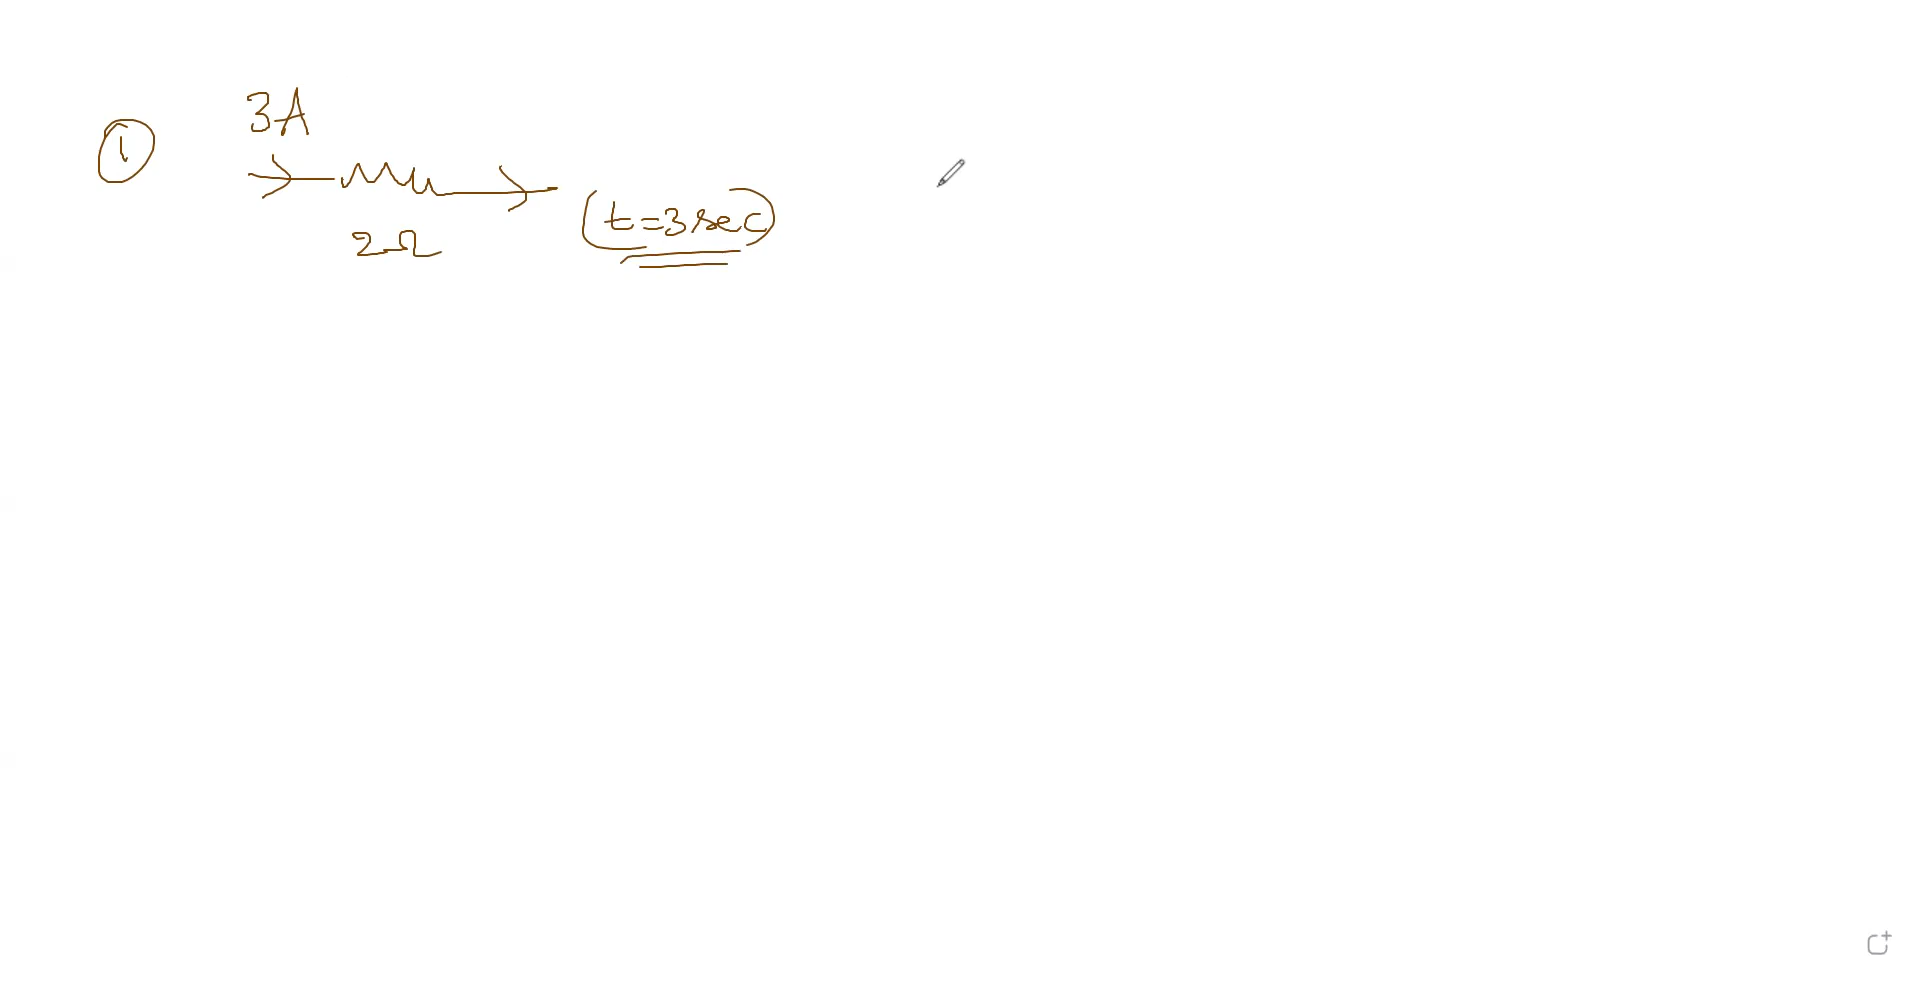 ① 3A
2Ω
(t=3sec)